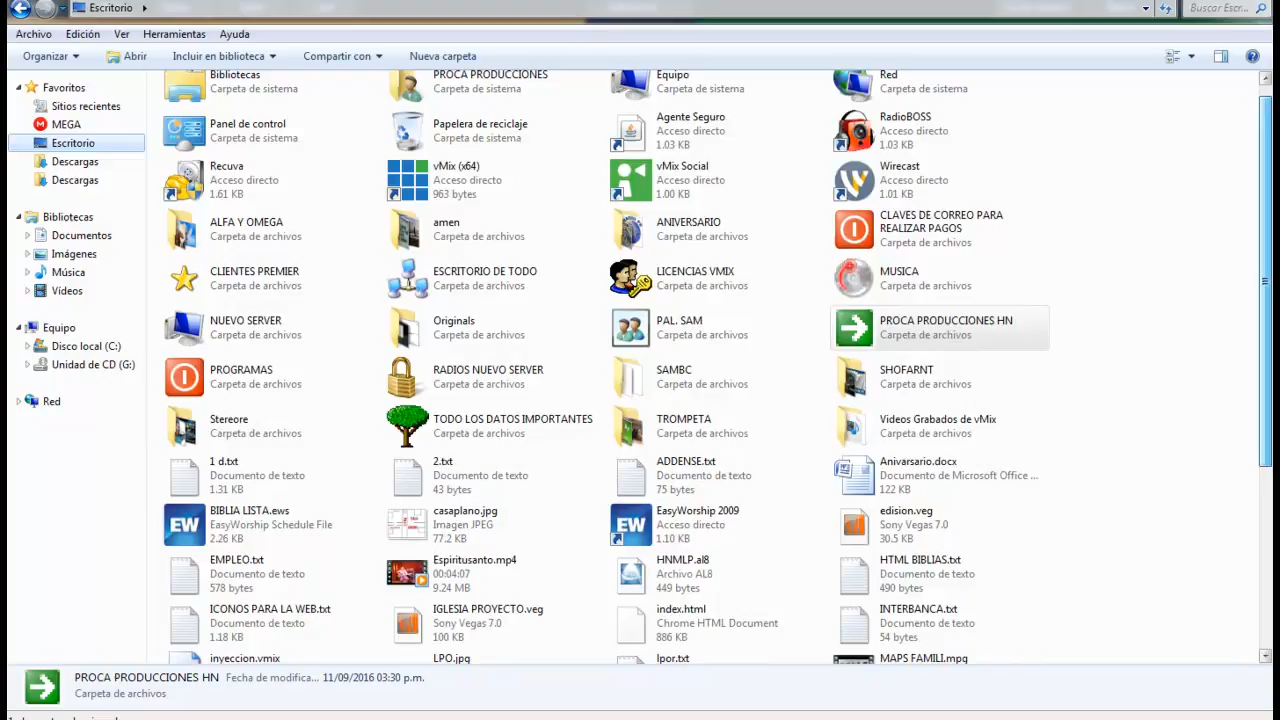 Escritorio
Buscar Escr...
Archivo Edición Ver Herramientas Ayuda
Organizar Abrir Incluir en biblioteca Compartir con Nueva carpeta
Favoritos
Sitios recientes
MEGA
Escritorio
Descargas
Descargas
Bibliotecas
Documentos
Imágenes
Música
Vídeos
Equipo
Disco local (C:)
Unidad de CD (G:)
Red
Bibliotecas
Carpeta de sistema
PROCA PRODUCCIONES
Carpeta de sistema
Equipo
Carpeta de sistema
Red
Carpeta de sistema
Panel de control
Carpeta de sistema
Papelera de reciclaje
Carpeta de sistema
Agente Seguro
Acceso directo
1.03 KB
RadioBOSS
Acceso directo
1.03 KB
Recuva
Acceso directo
1.61 KB
vMix (x64)
Acceso directo
963 bytes
vMix Social
Acceso directo
1.00 KB
Wirecast
Acceso directo
1.01 KB
ALFA Y OMEGA
Carpeta de archivos
amen
Carpeta de archivos
ANIVERSARIO
Carpeta de archivos
CLAVES DE CORREO PARA
REALIZAR PAGOS
Carpeta de archivos
CLIENTES PREMIER
Carpeta de archivos
ESCRITORIO DE TODO
Carpeta de archivos
LICENCIAS VMIX
Carpeta de archivos
MUSICA
Carpeta de archivos
NUEVO SERVER
Carpeta de archivos
Originals
Carpeta de archivos
PAL. SAM
Carpeta de archivos
PROCA PRODUCCIONES HN
Carpeta de archivos
PROGRAMAS
Carpeta de archivos
RADIOS NUEVO SERVER
Carpeta de archivos
SAMBC
Carpeta de archivos
SHOFARNT
Carpeta de archivos
Stereore
Carpeta de archivos
TODO LOS DATOS IMPORTANTES
Carpeta de archivos
TROMPETA
Carpeta de archivos
Videos Grabados de vMix
Carpeta de archivos
1 d.txt
Documento de texto
1.31 KB
2.txt
Documento de texto
43 bytes
ADDENSE.txt
Documento de texto
75 bytes
Anivarsario.docx
Documento de Microsoft Office ...
122 KB
BIBLIA LISTA.ews
EasyWorship Schedule File
2.26 KB
casaplano.jpg
Imagen JPEG
77.2 KB
EasyWorship 2009
Acceso directo
1.10 KB
edision.veg
Sony Vegas 7.0
30.5 KB
EMPLEO.txt
Documento de texto
578 bytes
Espiritusanto.mp4
00:04:07
9.24 MB
HNMLP.al8
Archivo AL8
449 bytes
HTML BIBLIAS.txt
Documento de texto
490 bytes
ICONOS PARA LA WEB.txt
Documento de texto
1.18 KB
IGLESIA PROYECTO.veg
Sony Vegas 7.0
100 KB
index.html
Chrome HTML Document
886 KB
INTERBANCA.txt
Documento de texto
54 bytes
inyeccion.vmix
LPO.jpg
lpor.txt
MAPS FAMILI.mpg
PROCA PRODUCCIONES HN Fecha de modifica... 11/09/2016 03:30 p.m.
Carpeta de archivos